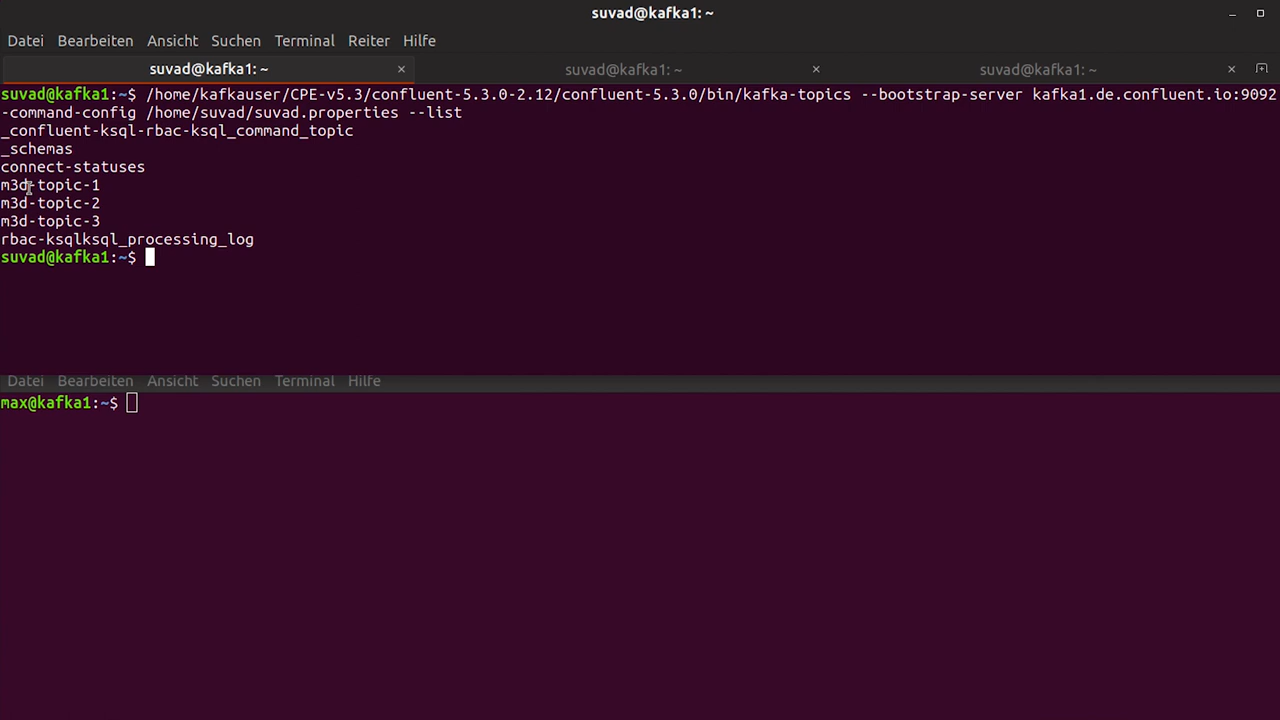 suvad@kafka1: ~
Datei Bearbeiten Ansicht Suchen Terminal Reiter Hilfe
suvad@kafka1: ~ suvad@kafka1: ~ suvad@kafka1: ~
suvad@kafka1:~$ /home/kafkauser/CPE-v5.3/confluent-5.3.0-2.12/confluent-5.3.0/bin/kafka-topics --bootstrap-server kafka1.de.confluent.io:9092
-command-config /home/suvad/suvad.properties --list
_confluent-ksql-rbac-ksql_command_topic
_schemas
connect-statuses
m3d-topic-1
m3d-topic-2
m3d-topic-3
rbac-ksqlksql_processing_log
suvad@kafka1:~$
Datei Bearbeiten Ansicht Suchen Terminal Hilfe
max@kafka1:~$